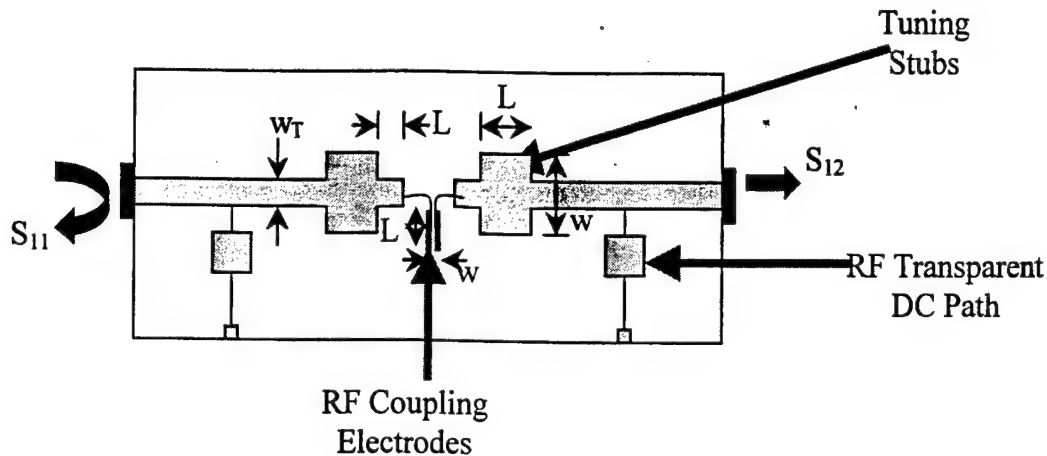 Tuning
Stubs
L
L
w_T
S_12
w
S_11
L
w
RF Transparent
DC Path
RF Coupling
Electrodes